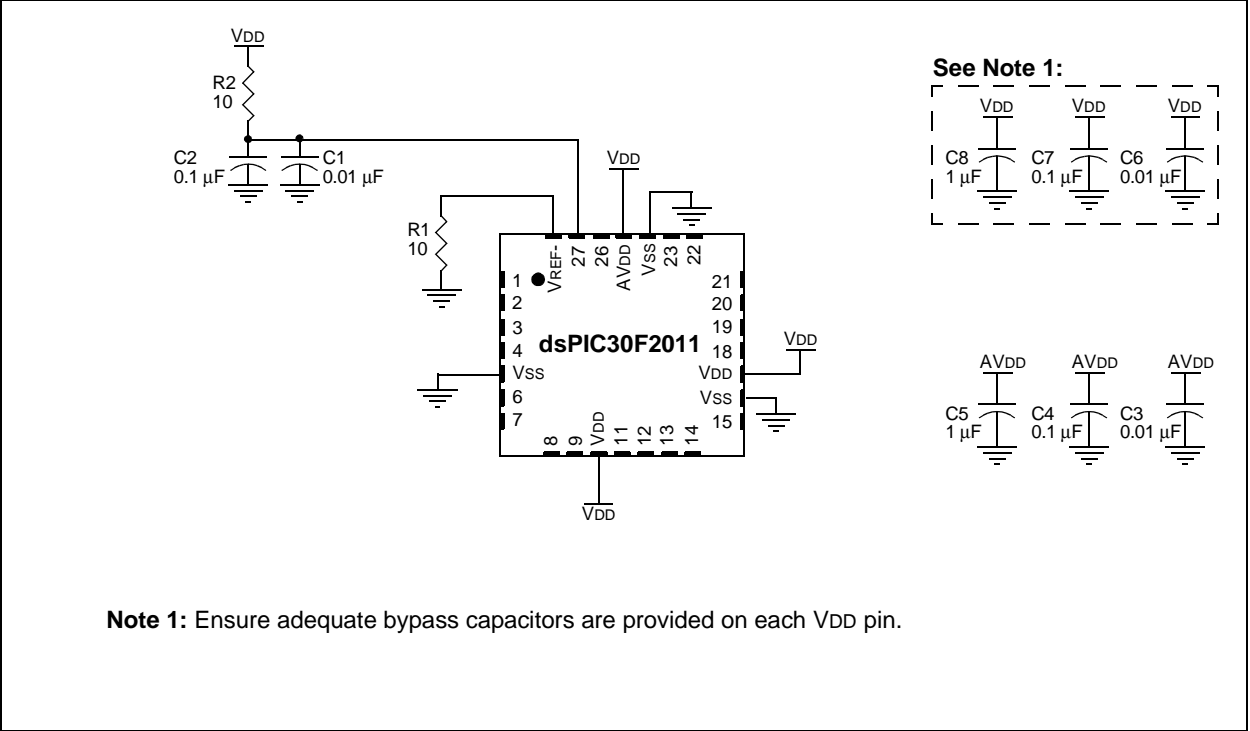 VDD
R2
10
C2
0.1 µF
C1
0.01 µF
R1
10
VDD
See Note 1:
VDD
VDD
VDD
C8
1 µF
C7
0.1 µF
C6
0.01 µF
VREF-
27
26
AVDD
VSS
23
22
1
2
3
4
VSS
6
7
dsPIC30F2011
21
20
19
18
VDD
VSS
15
VDD
8
9
VDD
11
12
13
14
VDD
AVDD
AVDD
AVDD
C5
1 µF
C4
0.1 µF
C3
0.01 µF
Note 1: Ensure adequate bypass capacitors are provided on each VDD pin.